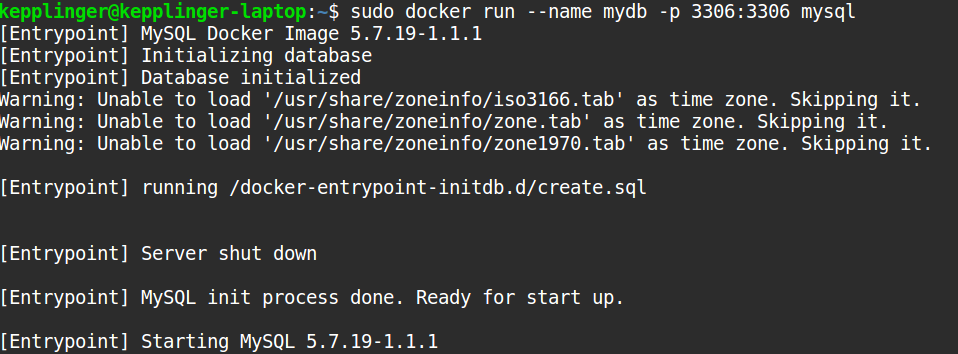 kepplinger@kepplinger-laptop:~$ sudo docker run --name mydb -p 3306:3306 mysql
[Entrypoint] MySQL Docker Image 5.7.19-1.1.1
[Entrypoint] Initializing database
[Entrypoint] Database initialized
Warning: Unable to load '/usr/share/zoneinfo/iso3166.tab' as time zone. Skipping it.
Warning: Unable to load '/usr/share/zoneinfo/zone.tab' as time zone. Skipping it.
Warning: Unable to load '/usr/share/zoneinfo/zone1970.tab' as time zone. Skipping it.
[Entrypoint] running /docker-entrypoint-initdb.d/create.sql
[Entrypoint] Server shut down
[Entrypoint] MySQL init process done. Ready for start up.
[Entrypoint] Starting MySQL 5.7.19-1.1.1